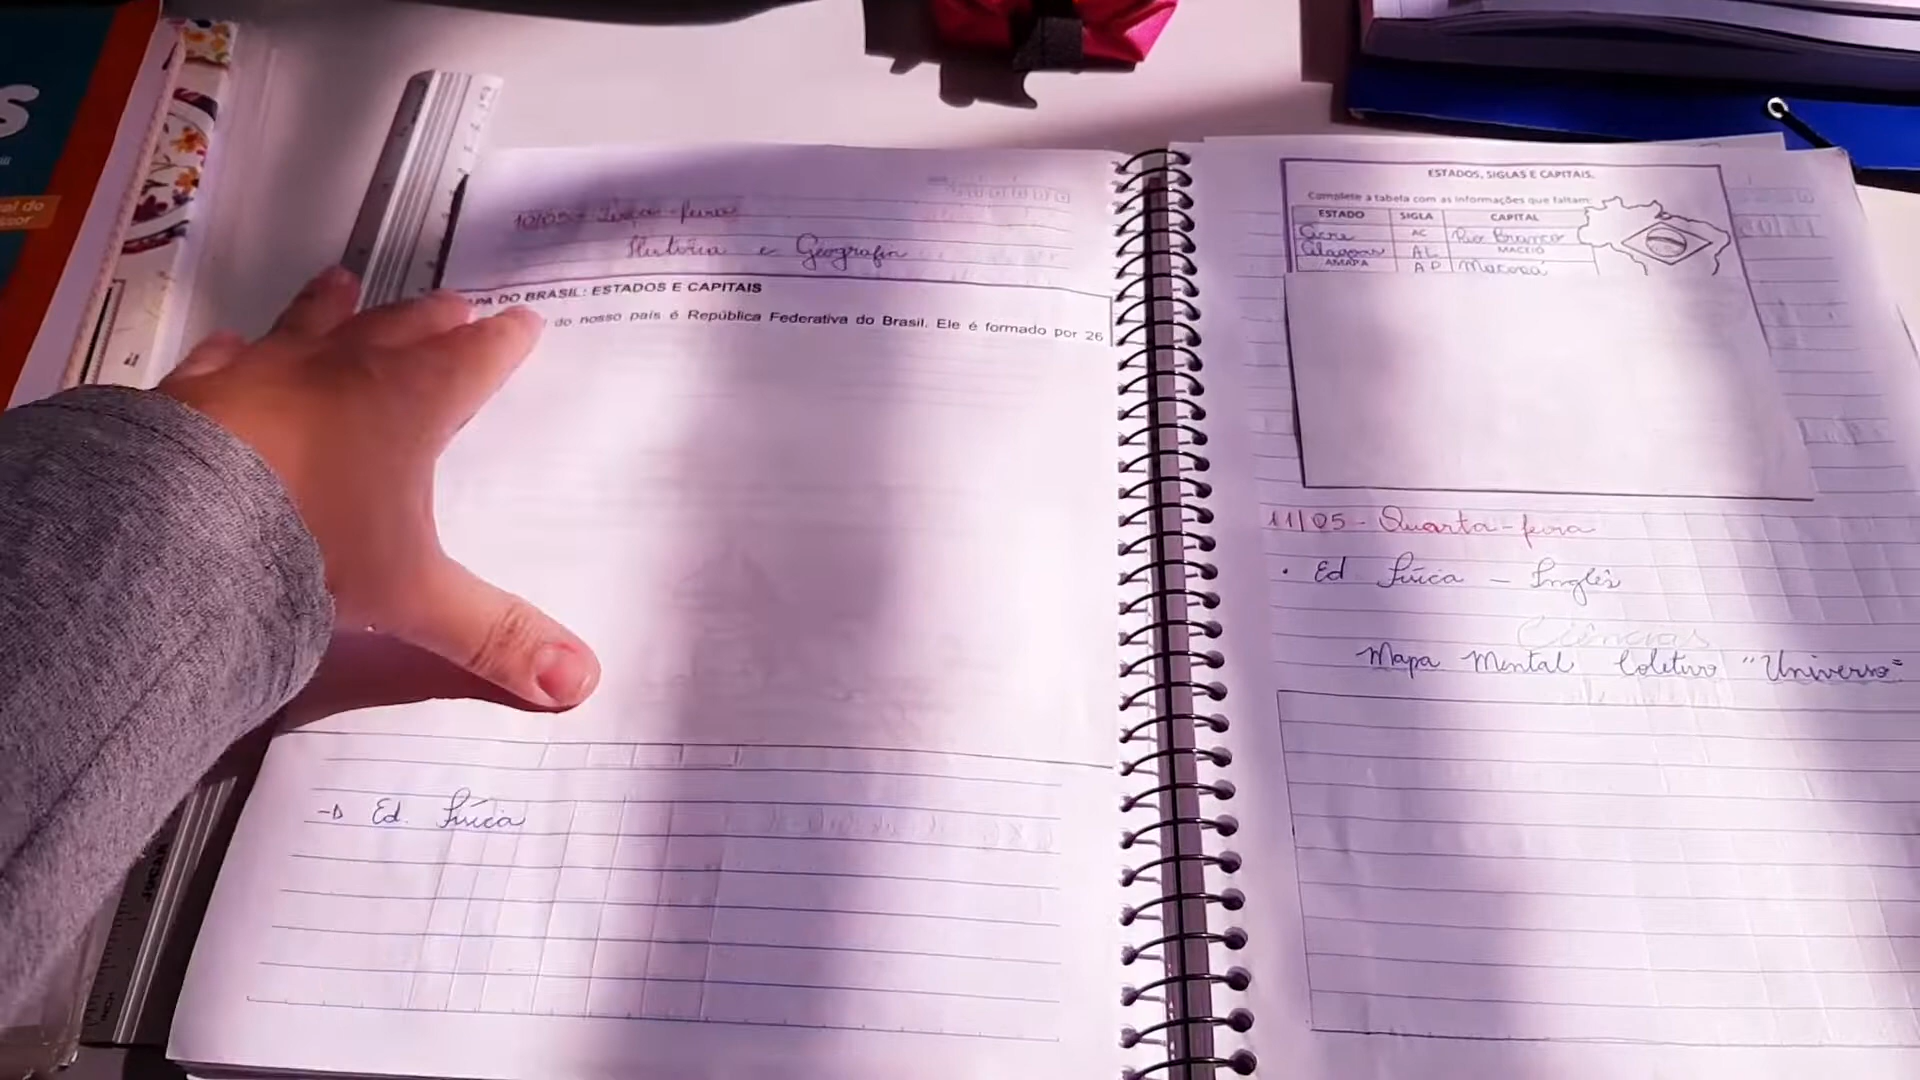 10/05 - Terça-feira
História e Geografia
MAPA DO BRASIL: ESTADOS E CAPITAIS
do nosso país é República Federativa do Brasil. Ele é formado por 26
Ed. Física
ESTADOS, SIGLAS E CAPITAIS.
Complete a tabela com as informações que faltam:
ESTADO SIGLA CAPITAL
Acre AC Rio Branco
Alagoas AL MACEIÓ
AMAPÁ AP Macapá
11/05 - Quarta-feira
• Ed Física - Inglês
Ciências
Mapa Mental Coletivo "Universo"